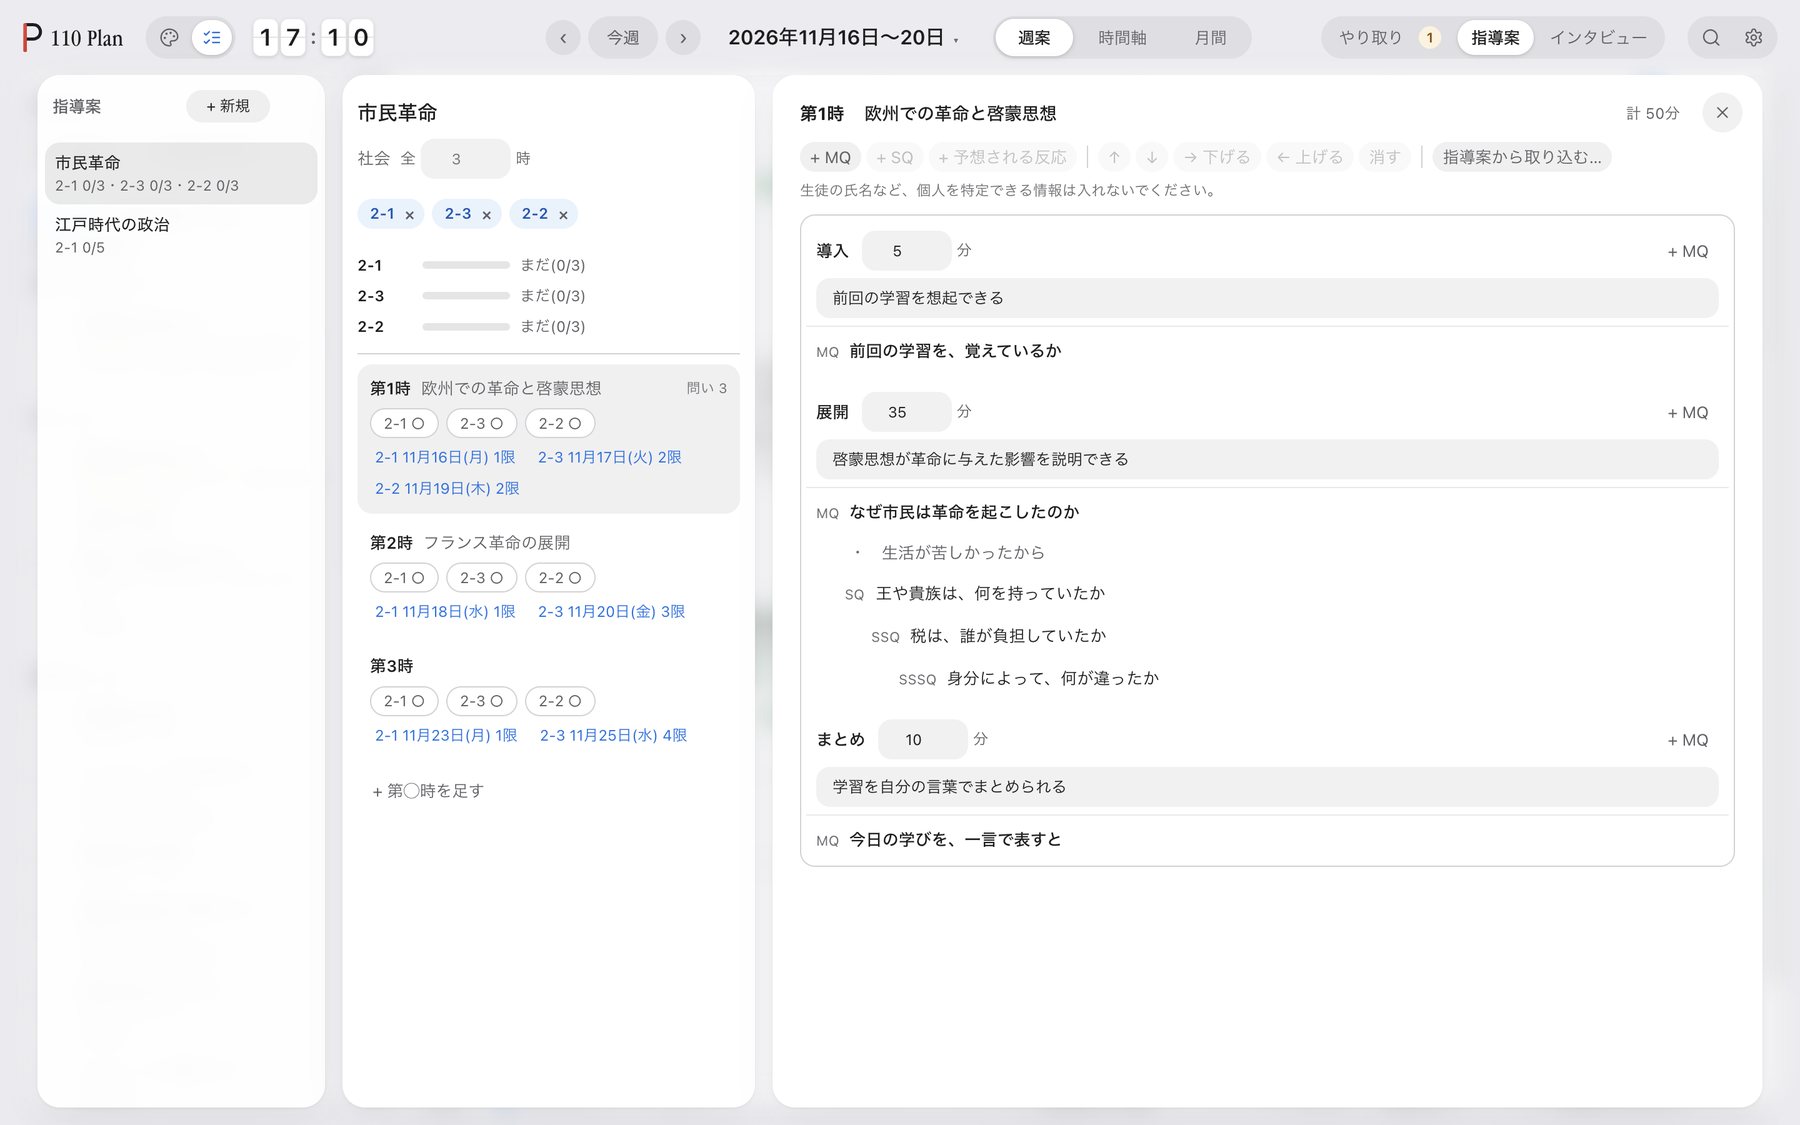 110 Plan
17:10
今週
2026年11月16日〜20日
週案
時間軸
月間
やり取り 1
指導案
インタビュー
指導案
+ 新規
市民革命
2-1 0/3・2-3 0/3・2-2 0/3
江戸時代の政治
2-1 0/5
市民革命
社会 全 3 時
2-1 × 2-3 × 2-2 ×
2-1 まだ(0/3)
2-3 まだ(0/3)
2-2 まだ(0/3)
第1時 欧州での革命と啓蒙思想 問い 3
2-1 ○ 2-3 ○ 2-2 ○
2-1 11月16日(月) 1限 2-3 11月17日(火) 2限
2-2 11月19日(木) 2限
第2時 フランス革命の展開
2-1 ○ 2-3 ○ 2-2 ○
2-1 11月18日(水) 1限 2-3 11月20日(金) 3限
第3時
2-1 ○ 2-3 ○ 2-2 ○
2-1 11月23日(月) 1限 2-3 11月25日(水) 4限
+ 第◯時を足す
第1時 欧州での革命と啓蒙思想 計 50分 ×
+ MQ + SQ + 予想される反応 ↑ ↓ → 下げる ← 上げる 消す 指導案から取り込む...
生徒の氏名など、個人を特定できる情報は入れないでください。
導入 5 分 + MQ
前回の学習を想起できる
MQ 前回の学習を、覚えているか
展開 35 分 + MQ
啓蒙思想が革命に与えた影響を説明できる
MQ なぜ市民は革命を起こしたのか
・ 生活が苦しかったから
SQ 王や貴族は、何を持っていたか
SSQ 税は、誰が負担していたか
SSSQ 身分によって、何が違ったか
まとめ 10 分 + MQ
学習を自分の言葉でまとめられる
MQ 今日の学びを、一言で表すと